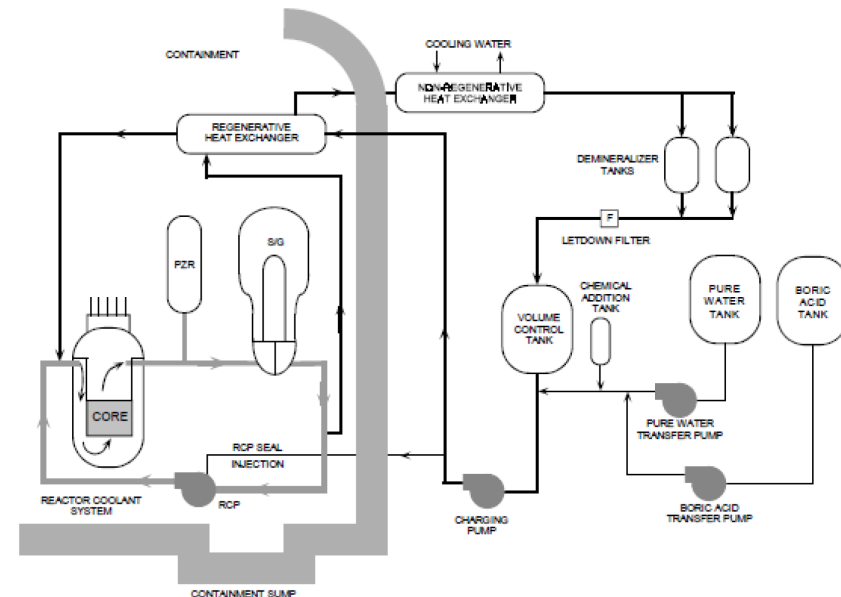 CONTAINMENT
COOLING WATER
NON-REGENERATIVE
HEAT EXCHANGER
REGENERATIVE
HEAT EXCHANGER
DEMINERALIZER
TANKS
F
LETDOWN FILTER
S/G
PZR
CHEMICAL
ADDITION
TANK
PURE
WATER
TANK
BORIC
ACID
TANK
VOLUME
CONTROL
TANK
CORE
PURE WATER
TRANSFER PUMP
RCP SEAL
INJECTION
REACTOR COOLANT
SYSTEM
RCP
CHARGING
PUMP
BORIC ACID
TRANSFER PUMP
CONTAINMENT SUMP